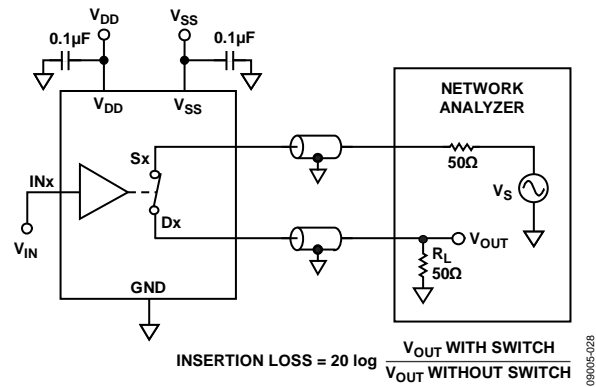 VDD
VSS
0.1µF
0.1µF
VDD
VSS
NETWORK
ANALYZER
Sx
50Ω
INx
VS
Dx
VOUT
VIN
RL
50Ω
GND
INSERTION LOSS = 20 log
VOUT WITH SWITCH
VOUT WITHOUT SWITCH
09005-028